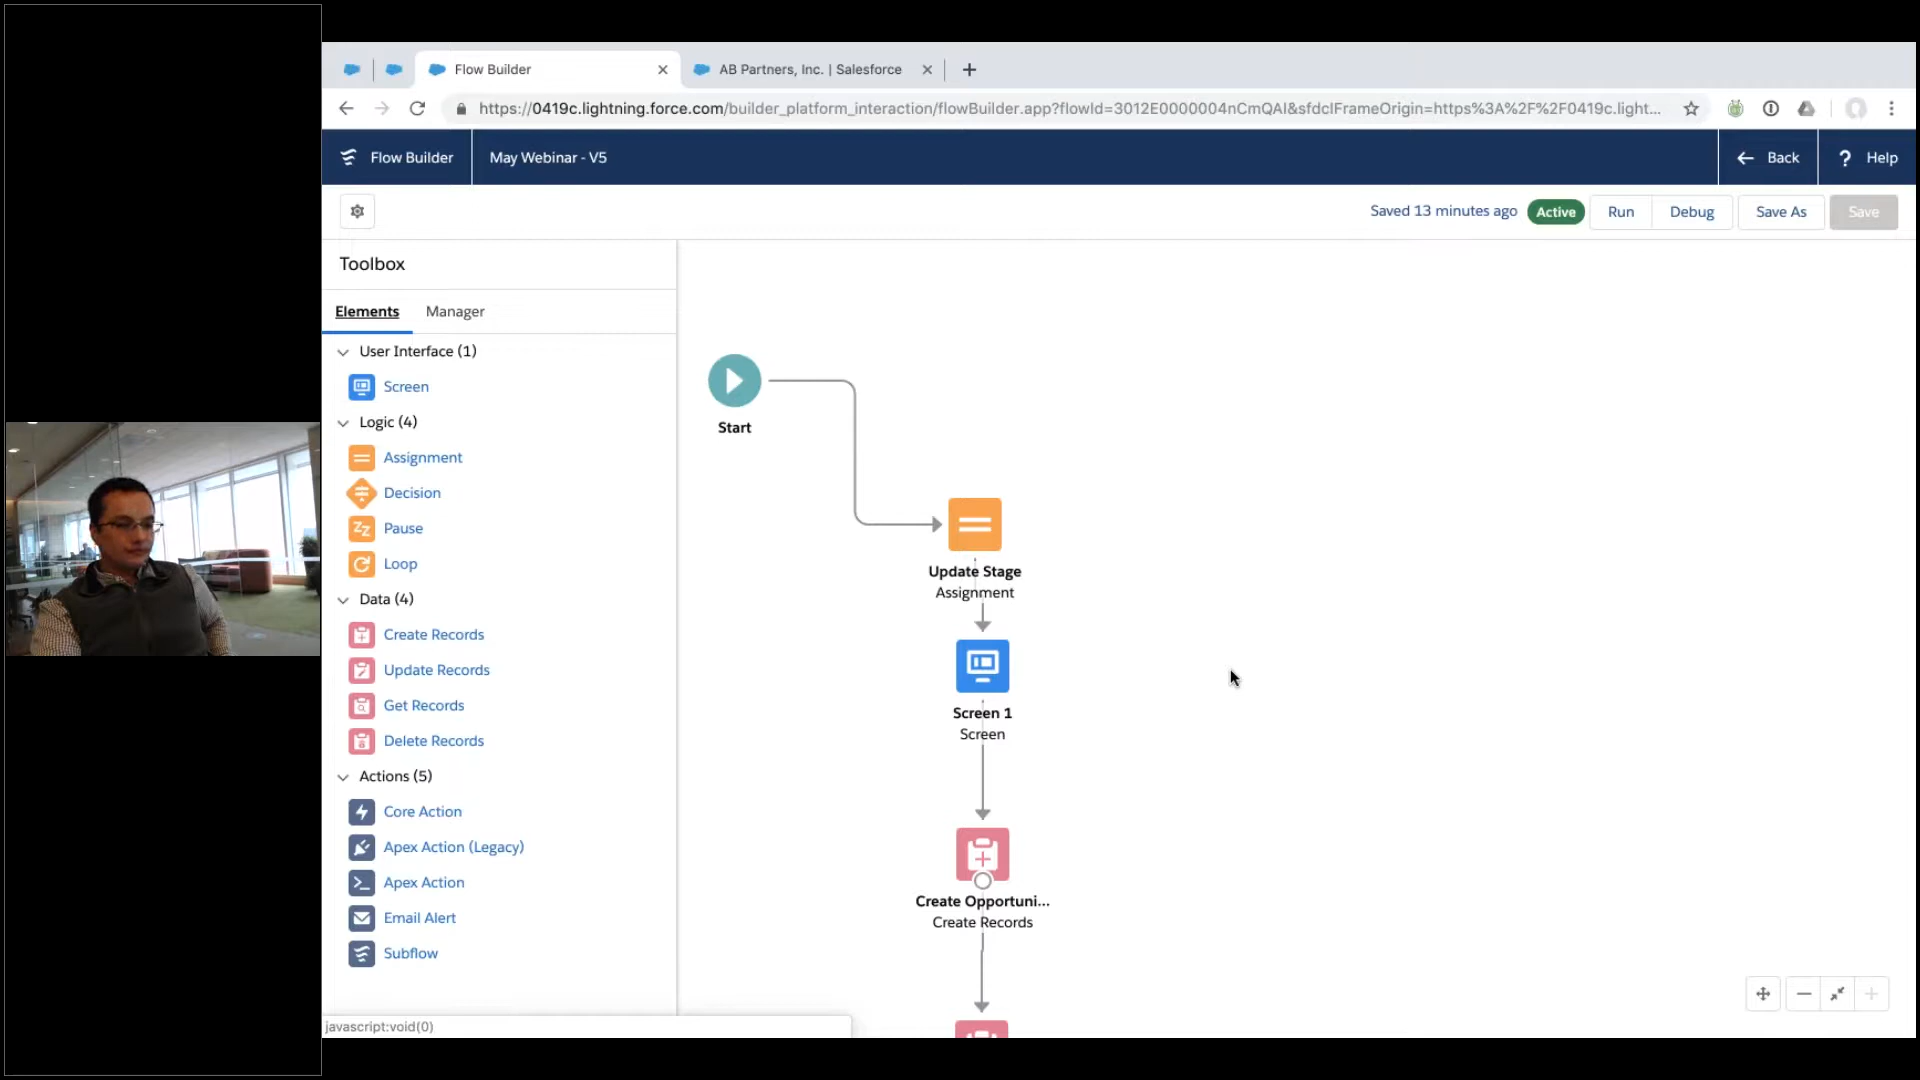 Flow Builder
AB Partners, Inc. | Salesforce
https://0419c.lightning.force.com/builder_platform_interaction/flowBuilder.app?flowId=3012E0000004nCmQAI&sfdcIFrameOrigin=https%3A%2F%2F0419c.light...
Flow Builder
May Webinar - V5
Back
? Help
Saved 13 minutes ago
Active
Run
Debug
Save As
Save
Toolbox
Elements
Manager
User Interface (1)
Screen
Logic (4)
Assignment
Decision
Pause
Loop
Data (4)
Create Records
Update Records
Get Records
Delete Records
Actions (5)
Core Action
Apex Action (Legacy)
Apex Action
Email Alert
Subflow
Start
Update Stage
Assignment
Screen 1
Screen
Create Opportuni...
Create Records
javascript:void(0)